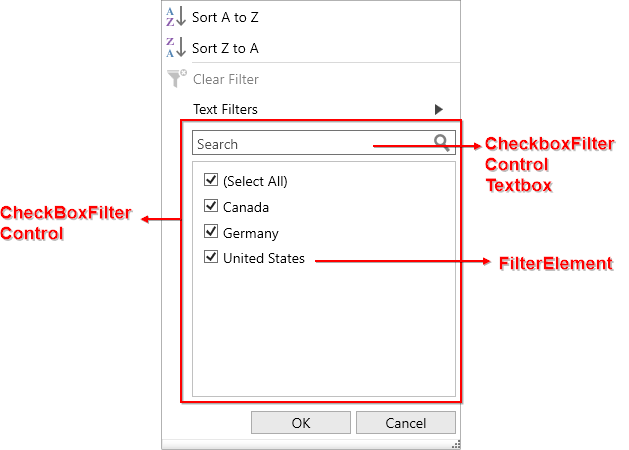 Sort A to Z
Sort Z to A
Clear Filter
Text Filters
Search
CheckboxFilter
Control
Textbox
(Select All)
Canada
Germany
United States
CheckBoxFilter
Control
FilterElement
OK
Cancel